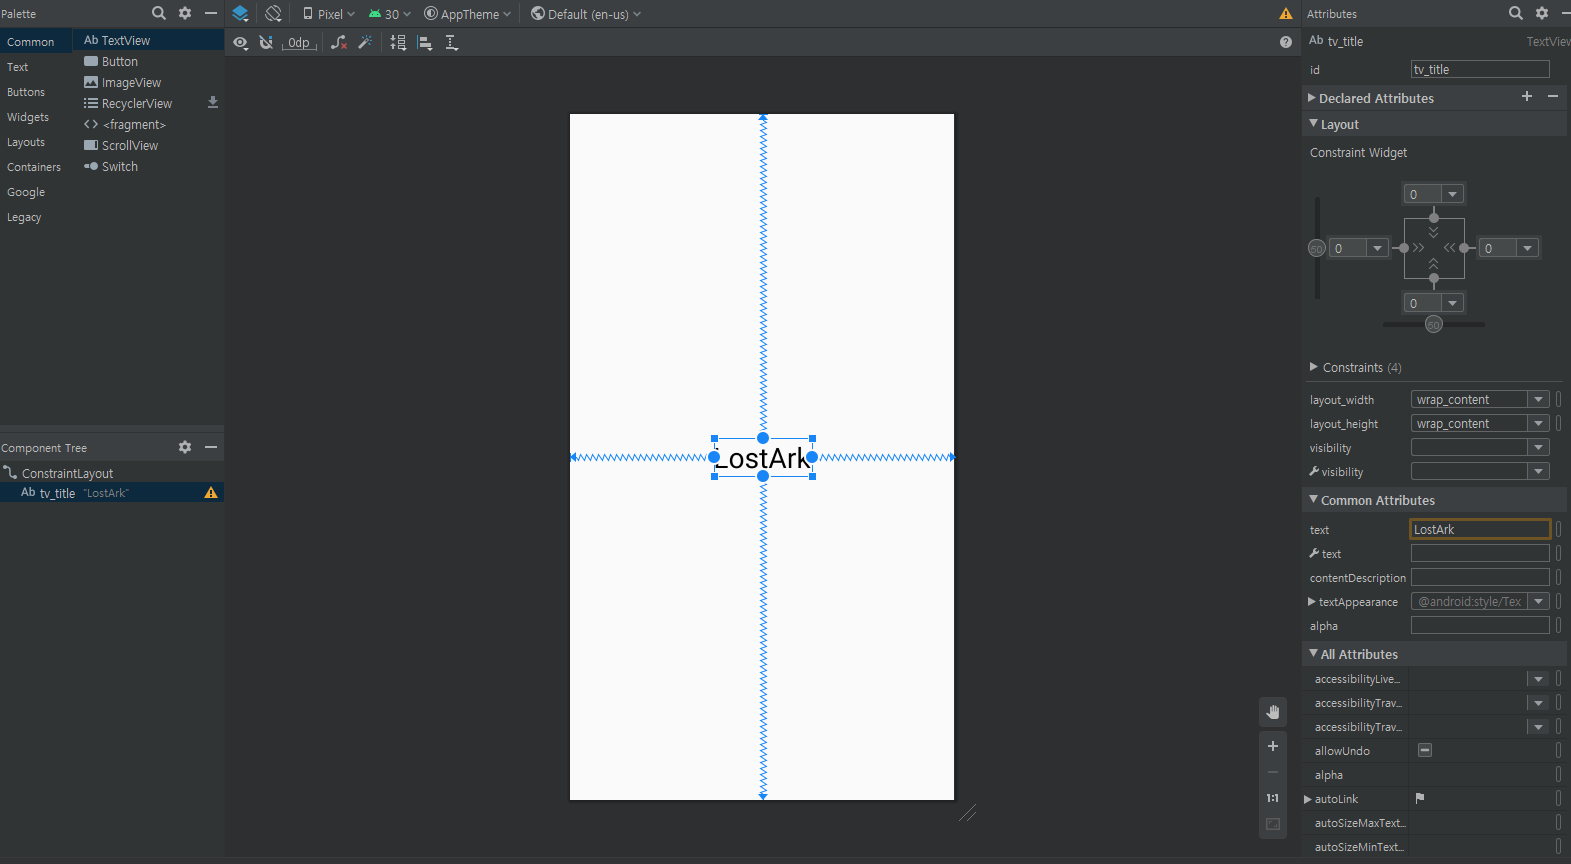 Palette
Common
Text
Buttons
Widgets
Layouts
Containers
Google
Legacy
Ab TextView
Button
ImageView
RecyclerView
<> <fragment>
ScrollView
Switch
Component Tree
ConstraintLayout
Ab tv_title "LostArk"
Pixel
30
AppTheme
Default (en-us)
0dp
LostArk
1:1
Attributes
Ab tv_title TextView
id tv_title
Declared Attributes
Layout
Constraint Widget
0
50 0 0
0
50
Constraints (4)
layout_width wrap_content
layout_height wrap_content
visibility
visibility
Common Attributes
text LostArk
text
contentDescription
textAppearance @android:style/Tex
alpha
All Attributes
accessibilityLive...
accessibilityTrav...
accessibilityTrav...
allowUndo
alpha
autoLink
autoSizeMaxText...
autoSizeMinText...